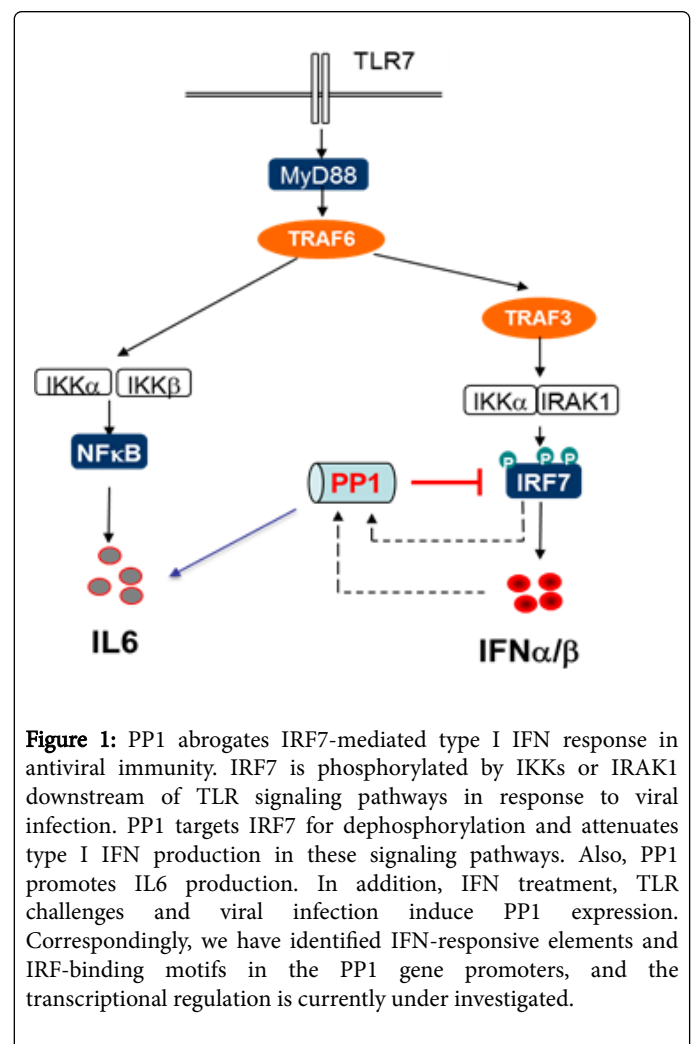 TLR7
MyD88
TRAF6
TRAF3
IKKα IKKβ
IKKα IRAK1
NFκB
P P P
PP1
IRF7
IL6
IFNα/β
Figure 1: PP1 abrogates IRF7-mediated type I IFN response in
antiviral immunity. IRF7 is phosphorylated by IKKs or IRAK1
downstream of TLR signaling pathways in response to viral
infection. PP1 targets IRF7 for dephosphorylation and attenuates
type I IFN production in these signaling pathways. Also, PP1
promotes IL6 production. In addition, IFN treatment, TLR
challenges and viral infection induce PP1 expression.
Correspondingly, we have identified IFN-responsive elements and
IRF-binding motifs in the PP1 gene promoters, and the
transcriptional regulation is currently under investigated.